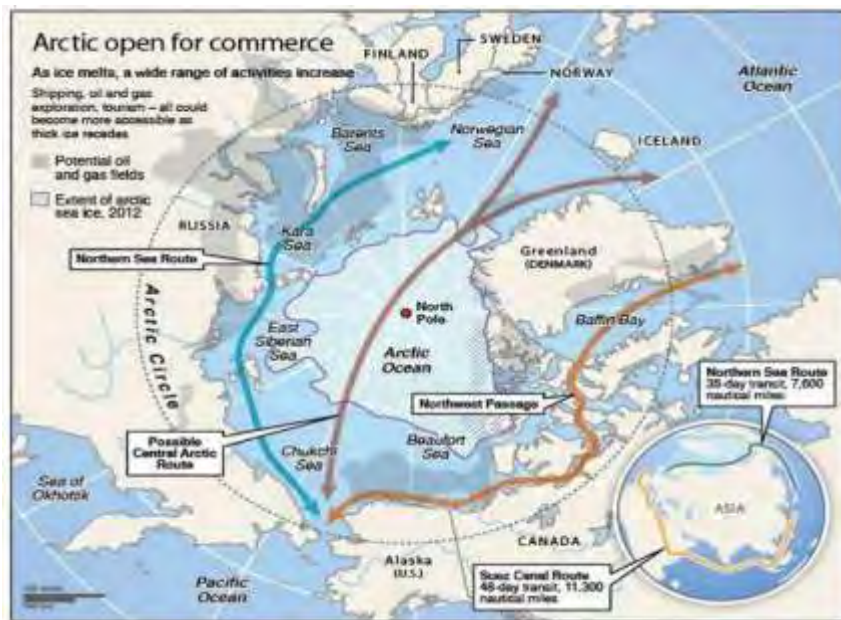 Arctic open for commerce
As ice melts, a wide range of activities increase
Shipping, oil and gas
exploration, tourism – all could
become more accessible as
thick ice recedes
Potential oil
and gas fields
Extent of arctic
sea ice, 2012
FINLAND
SWEDEN
NORWAY
Atlantic
Ocean
Barents
Sea
Norwegian
Sea
ICELAND
RUSSIA
Kara
Sea
Northern Sea Route
Greenland
(DENMARK)
Arctic Circle
North
Pole
East
Siberian
Sea
Baffin Bay
Arctic
Ocean
Northwest Passage
Northern Sea Route
35-day transit, 7,600
nautical miles
Possible
Central Arctic
Route
Chukchi
Sea
Beaufort
Sea
Sea of
Okhotsk
ASIA
CANADA
Alaska
(U.S.)
Suez Canal Route
48-day transit, 11,300
nautical miles
Pacific
Ocean